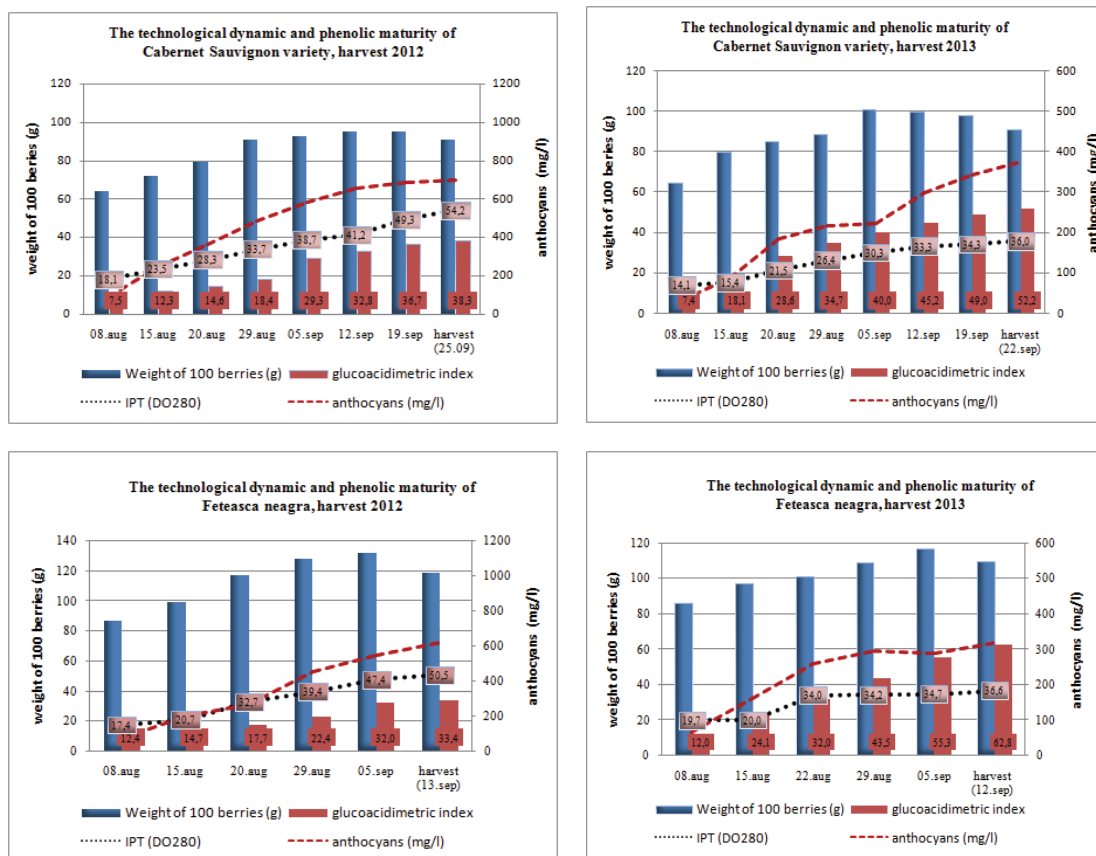 The technological dynamic and phenolic maturity of
Cabernet Sauvignon variety, harvest 2012
weight of 100 beries (g)
anthocyans (mg/l)
120
100
80
60
40
20
0
1200
1000
800
600
400
200
0
18,1
23,5
28,3
33,7
38,7
41,2
49,3
54,2
7,5
12,3
14,6
18,4
29,3
32,8
36,7
38,3
08.aug
15.aug
20.aug
29.aug
05.sep
12.sep
19.sep
harvest
(25.09)
Weight of 100 berries (g)
glucoacidimetric index
IPT (DO280)
anthocyans (mg/l)
The technological dynamic and phenolic maturity of
Cabernet Sauvignon variety, harvest 2013
weight of 100 beries (g)
anthocyans (mg/l)
120
100
80
60
40
20
0
600
500
400
300
200
100
0
14,1
15,4
21,5
26,4
30,3
33,3
34,3
36,0
7,4
18,1
28,6
34,7
40,0
45,2
49,0
52,2
08.aug
15.aug
20.aug
29.aug
05.sep
12.sep
19.sep
harvest
(22.sep)
Weight of 100 berries (g)
glucoacidimetric index
IPT (DO280)
anthocyans (mg/l)
The technological dynamic and phenolic maturity of
Feteasca neagra, harvest 2012
weight of 100 beries (g)
anthocyans (mg/l)
140
120
100
80
60
40
20
0
1200
1000
800
600
400
200
0
17,4
20,7
32,7
39,4
47,4
50,5
12,4
14,7
17,7
22,4
32,0
33,4
08.aug
15.aug
20.aug
29.aug
05.sep
harvest
(13.sep)
Weight of 100 berries (g)
glucoacidimetric index
IPT (DO280)
anthocyans (mg/l)
The technological dynamic and phenolic maturity of
Feteasca neagra, harvest 2013
weight of 100 beries (g)
anthocyans (mg/l)
120
100
80
60
40
20
0
600
500
400
300
200
100
0
19,7
20,0
34,0
34,2
34,7
36,6
12,0
24,1
32,0
43,5
55,3
62,8
08.aug
15.aug
22.aug
29.aug
05.sep
harvest
(12.sep)
Weight of 100 berries (g)
glucoacidimetric index
IPT (DO280)
anthocyans (mg/l)